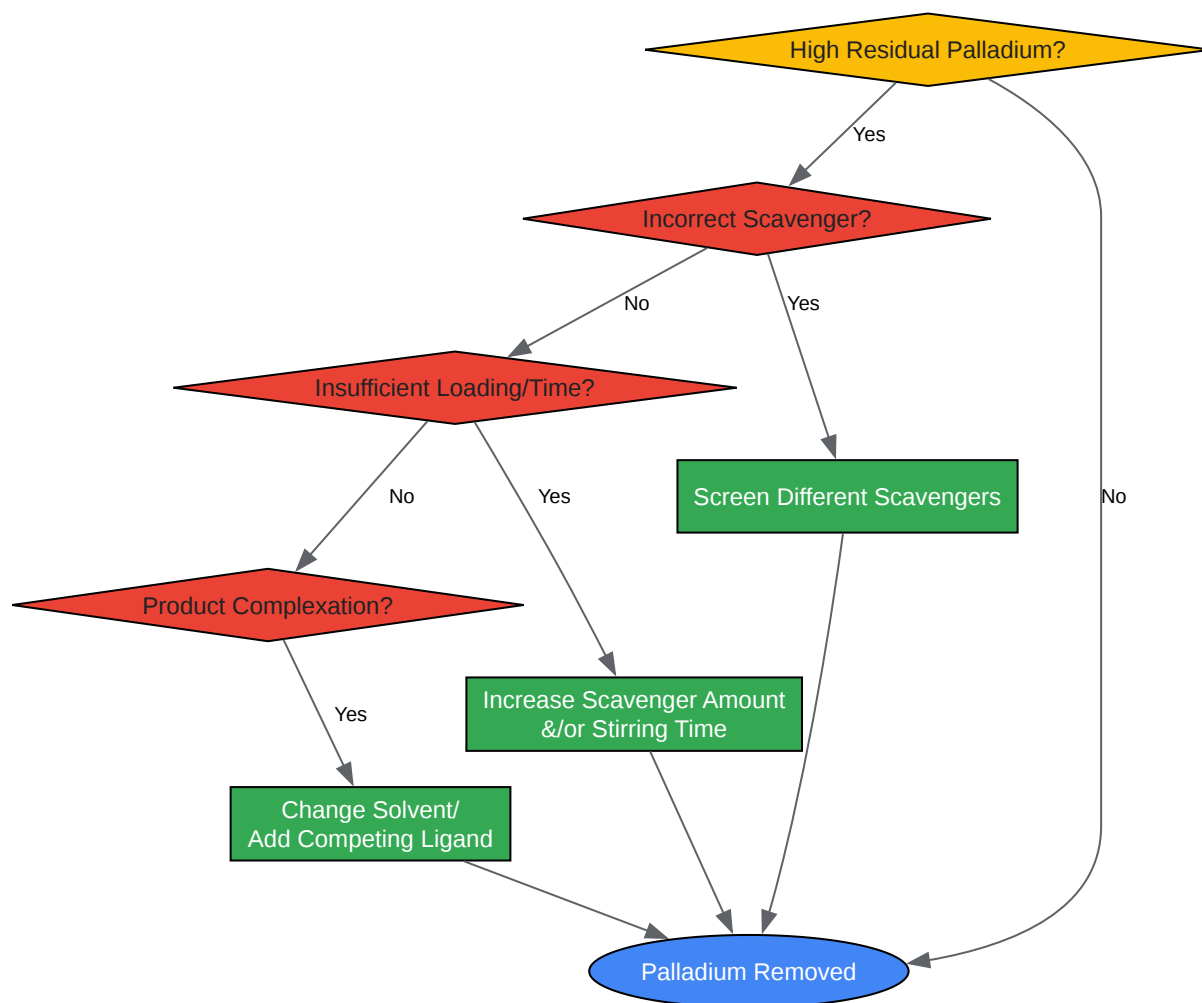 High Residual Palladium?
Yes
Incorrect Scavenger?
No
Yes
Insufficient Loading/Time?
No
Yes
Screen Different Scavengers
No
Product Complexation?
Yes
Increase Scavenger Amount
&/or Stirring Time
Change Solvent/
Add Competing Ligand
Palladium Removed